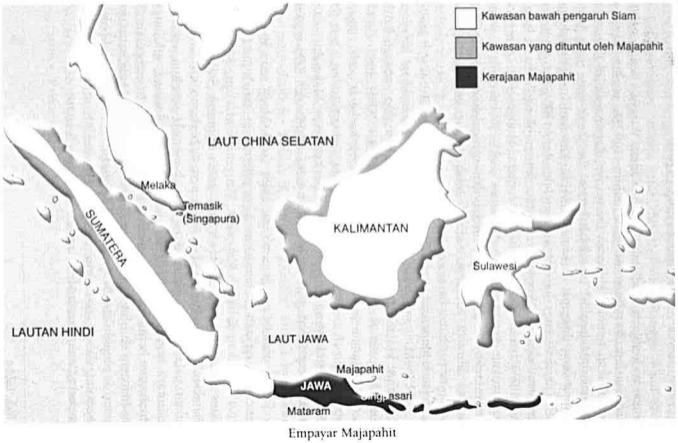 Kawasan bawah pengaruh Siam
Kawasan yang dituntut oleh Majapahit
Kerajaan Majapahit
LAUT CHINA SELATAN
Melaka
Temasik
(Singapura)
SUMATERA
KALIMANTAN
Sulawesi
LAUTAN HINDI
LAUT JAWA
Majapahit
JAWA
Singasari
Mataram
Empayar Majapahit